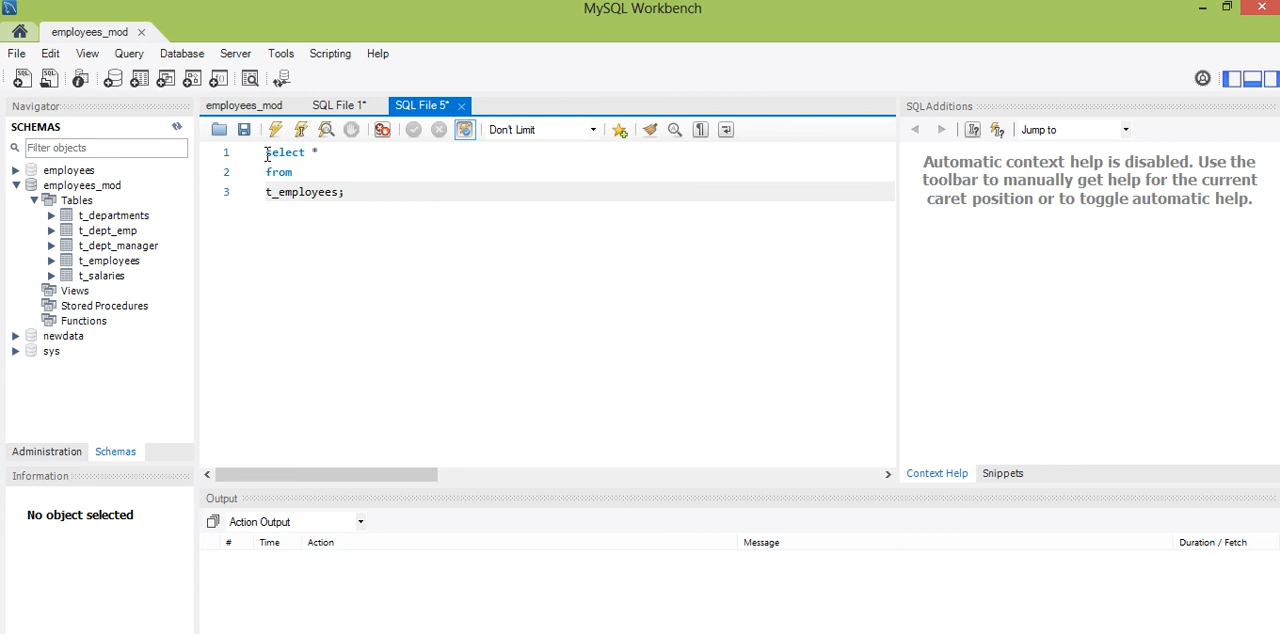 MySQL Workbench
employees_mod
File Edit View Query Database Server Tools Scripting Help
Navigator
SCHEMAS
Filter objects
employees
employees_mod
Tables
t_departments
t_dept_emp
t_dept_manager
t_employees
t_salaries
Views
Stored Procedures
Functions
newdata
sys
Administration Schemas
Information
No object selected
employees_mod SQL File 1* SQL File 5*
Don't Limit
1 select *
2 from
3 t_employees;
SQLAdditions
Jump to
Automatic context help is disabled. Use the
toolbar to manually get help for the current
caret position or to toggle automatic help.
Context Help Snippets
Output
Action Output
# Time Action Message Duration / Fetch